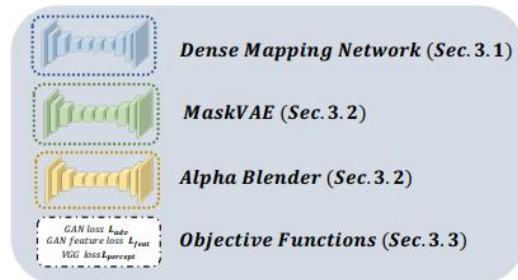 Dense Mapping Network (Sec. 3.1)
MaskVAE (Sec. 3.2)
Alpha Blender (Sec. 3.2)
GAN loss L_adv
GAN feature loss L_feat
VGG loss L_percept
Objective Functions (Sec. 3.3)